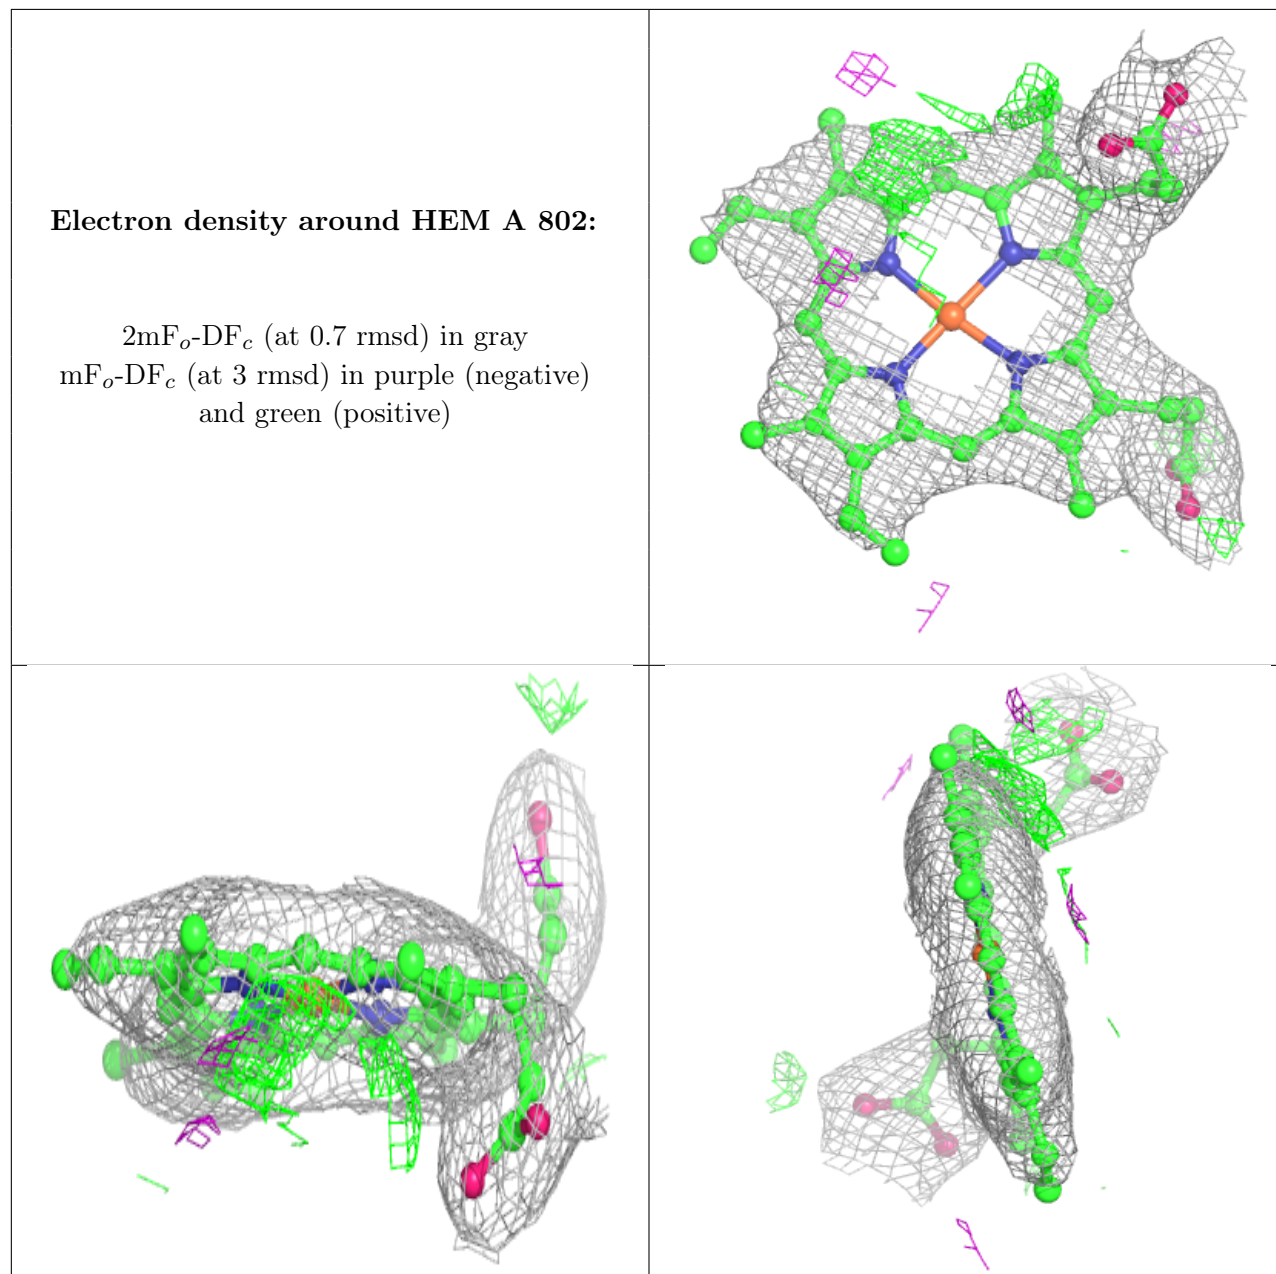 Electron density around HEM A 802:
2mFo-DFc (at 0.7 rmsd) in gray
mFo-DFc (at 3 rmsd) in purple (negative)
and green (positive)